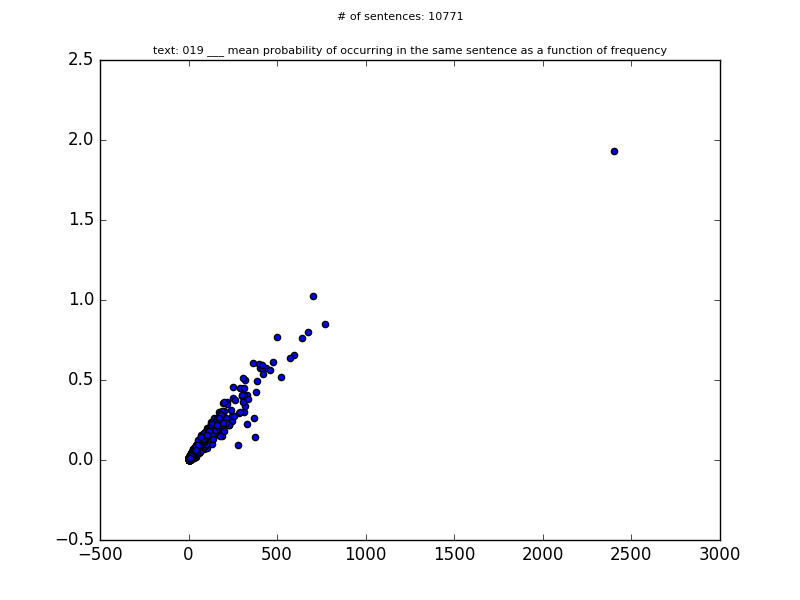 # of sentences: 10771
text: 019 ___ mean probability of occurring in the same sentence as a function of frequency
2.5
2.0
1.5
1.0
0.5
0.0
−0.5
−500 0 500 1000 1500 2000 2500 3000